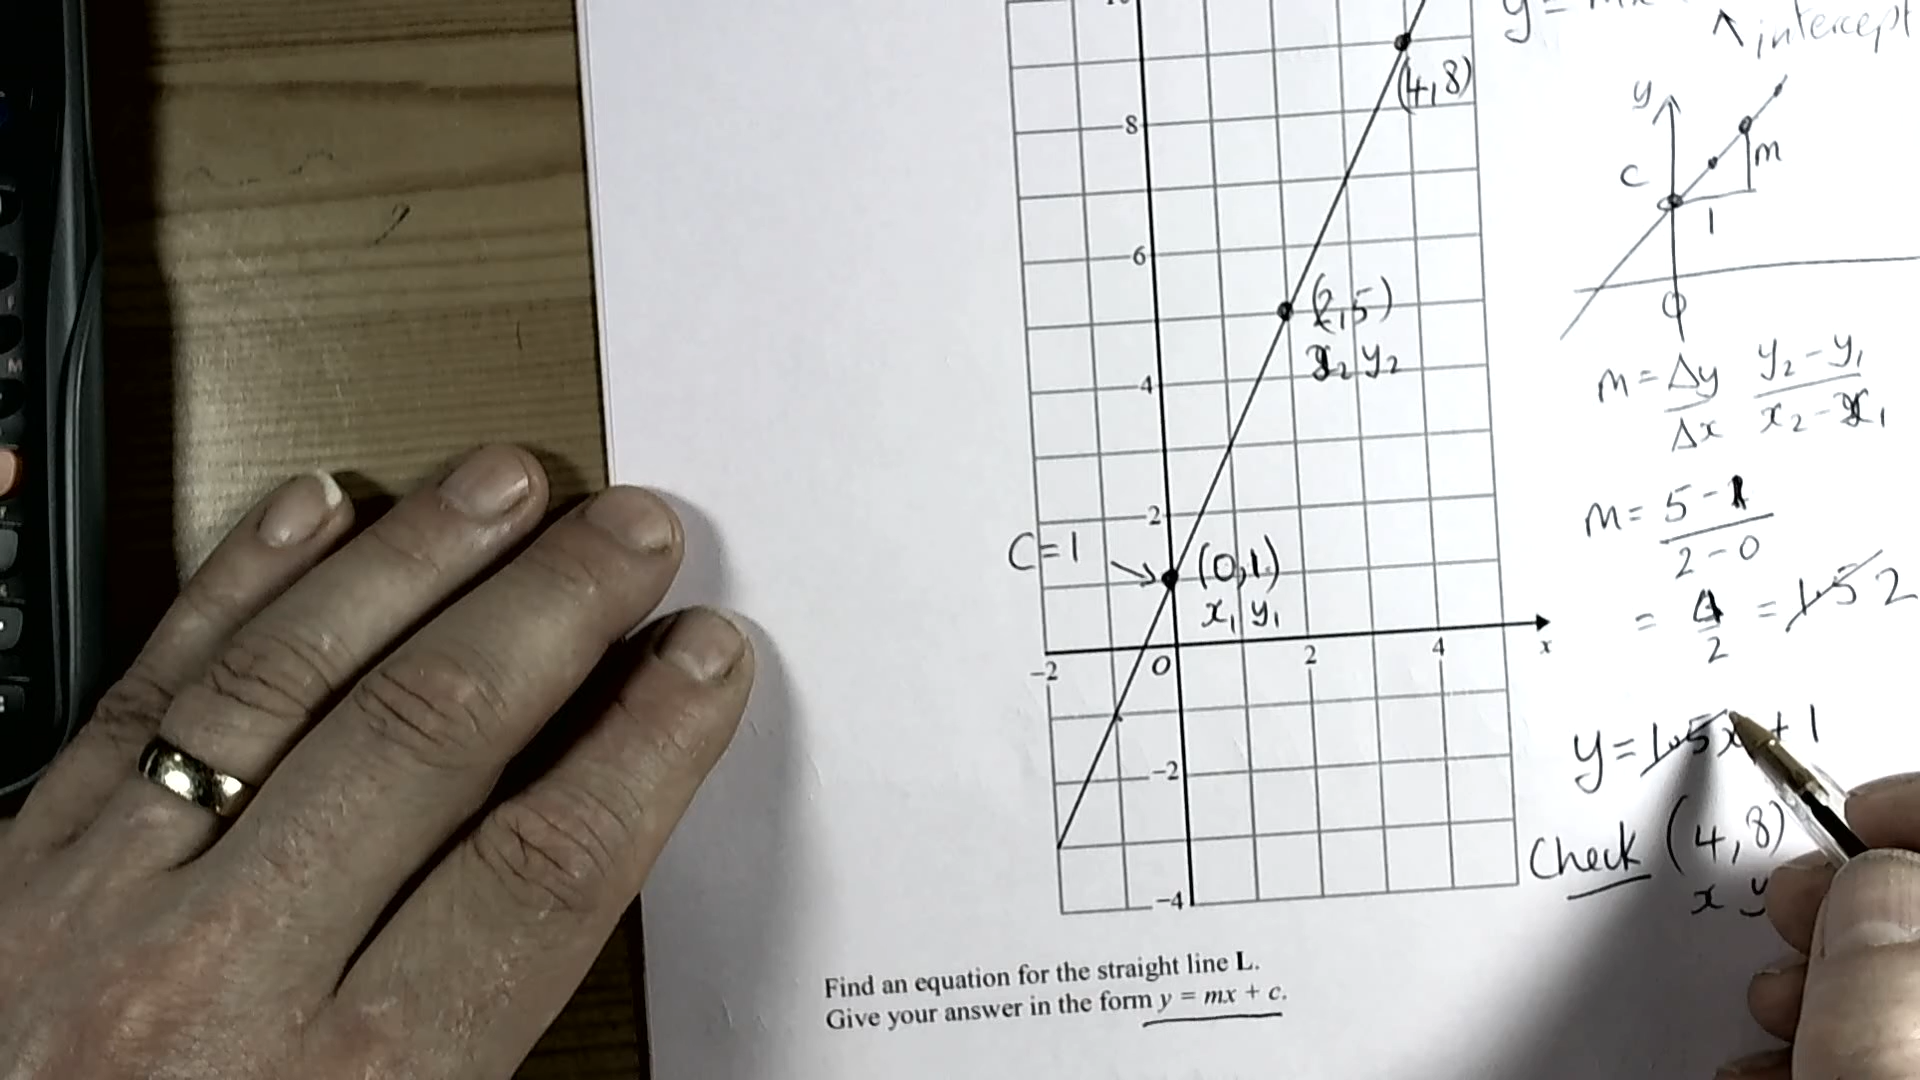 10
y = mx
↑ intercept
(4,8)
8
y
m
c
1
6
(2,5)
x₂ y₂
O
4
m = Δy/Δx y₂-y₁/x₂-x₁
m = 5-1/2-0
2
C=1
(0,1)
x₁ y₁
= 4/2 = 1.5 2
-2
O
2
4
x
y = 1.5x + 1
-2
Check (4,8)
x y
-4
Find an equation for the straight line L.
Give your answer in the form y = mx + c.